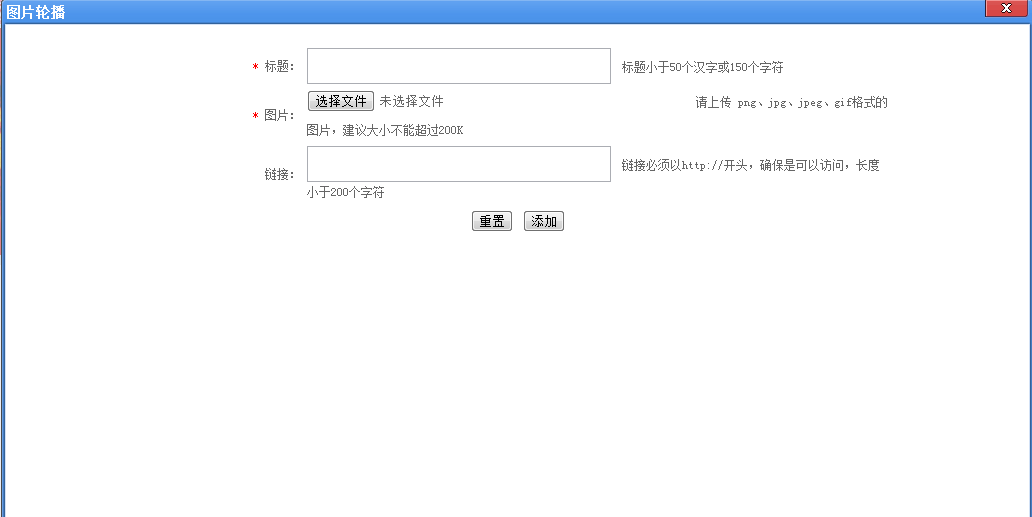 图片轮播
* 标题： 标题小于50个汉字或150个字符
选择文件 未选择文件 请上传 png、jpg、jpeg、gif格式的
* 图片：
图片，建议大小不能超过200K
链接： 链接必须以http://开头，确保是可以访问，长度
小于200个字符
重置 添加